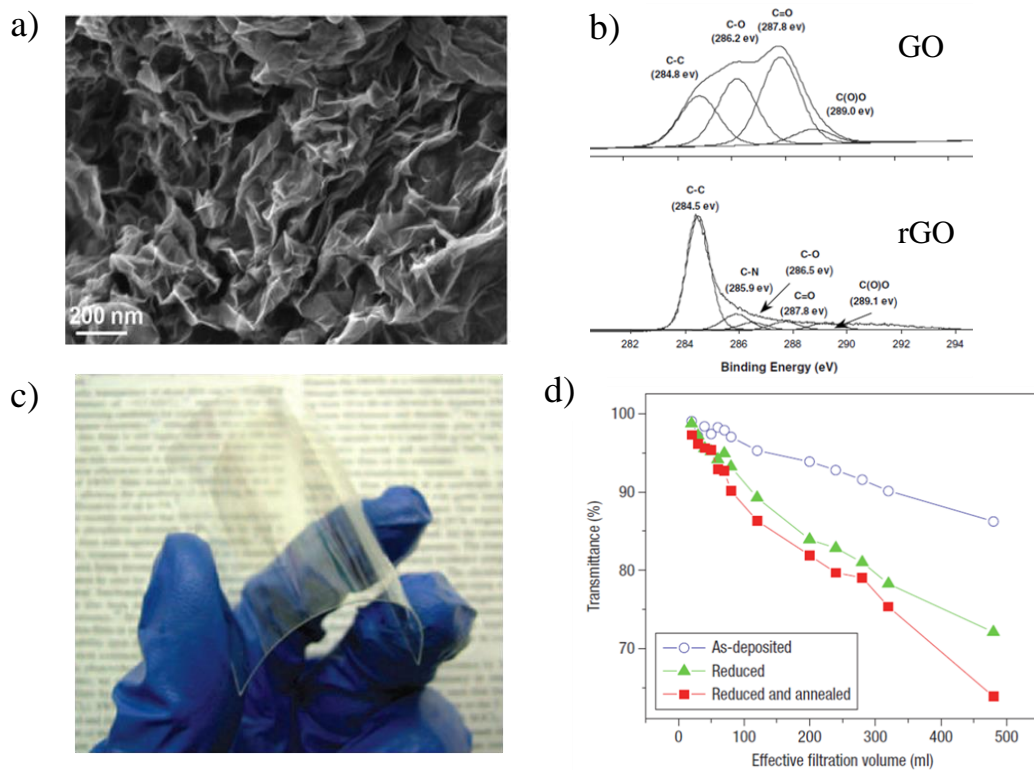 a)
200 nm
b)
GO
C-C
(284.8 ev)
C-O
(286.2 ev)
C=O
(287.8 ev)
C(O)O
(289.0 ev)
rGO
C-C
(284.5 ev)
C-N
(285.9 ev)
C-O
(286.5 ev)
C=O
(287.8 ev)
C(O)O
(289.1 ev)
282 284 286 288 290 292 294
Binding Energy (eV)
c)
d)
Transmittance (%)
100
90
80
70
As-deposited
Reduced
Reduced and annealed
0 100 200 300 400 500
Effective filtration volume (ml)